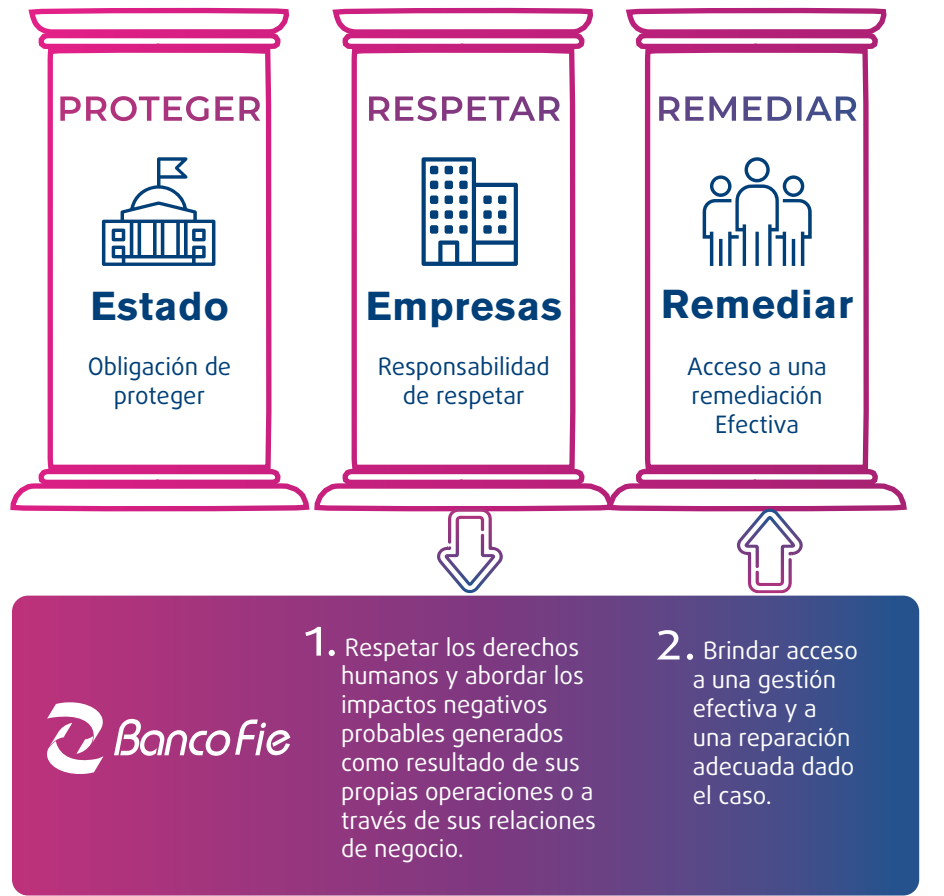 PROTEGER
Estado
Obligación de
proteger
RESPETAR
Empresas
Responsabilidad
de respetar
REMEDIAR
Remediar
Acceso a una
remediación
Efectiva
BancoFie
1. Respetar los derechos
humanos y abordar los
impactos negativos
probables generados
como resultado de sus
propias operaciones o a
través de sus relaciones
de negocio.
2. Brindar acceso
a una gestión
efectiva y a
una reparación
adecuada dado
el caso.